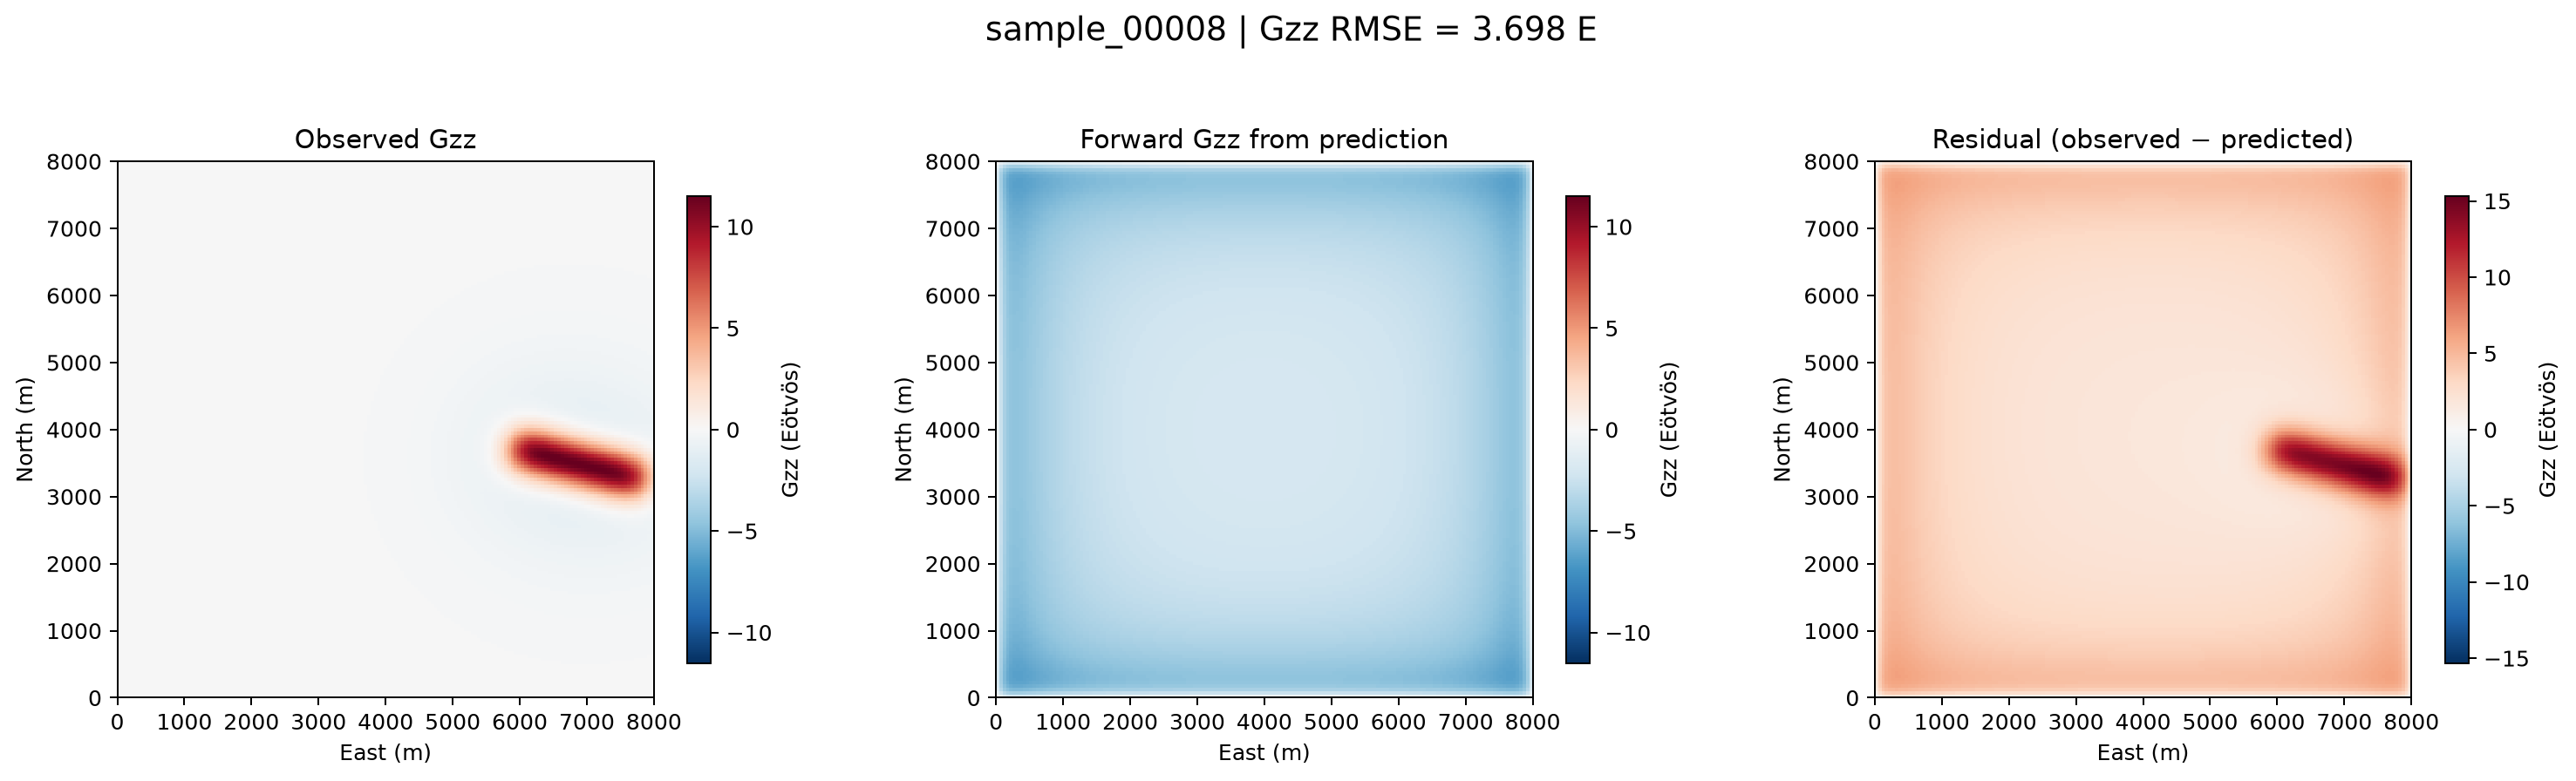 sample_00008 | Gzz RMSE = 3.698 E
Observed Gzz
8000
7000
6000
5000
4000
3000
2000
1000
0
North (m)
0 1000 2000 3000 4000 5000 6000 7000 8000
East (m)
10
5
0
−5
−10
Gzz (Eötvös)
Forward Gzz from prediction
8000
7000
6000
5000
4000
3000
2000
1000
0
North (m)
0 1000 2000 3000 4000 5000 6000 7000 8000
East (m)
10
5
0
−5
−10
Gzz (Eötvös)
Residual (observed − predicted)
8000
7000
6000
5000
4000
3000
2000
1000
0
North (m)
0 1000 2000 3000 4000 5000 6000 7000 8000
East (m)
15
10
5
0
−5
−10
−15
Gzz (Eötvös)